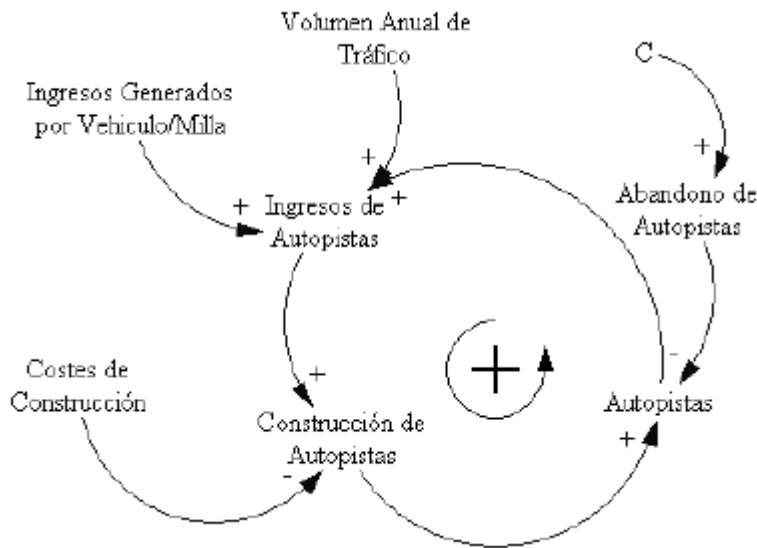 Volumen Anual de
Tráfico
C
Ingresos Generados
por Vehiculo/Milla
+
+
+
+
Ingresos de
Autopistas
Abandono de
Autopistas
+
-
Costes de
Construcción
+
Autopistas
Construcción de
Autopistas
+
-